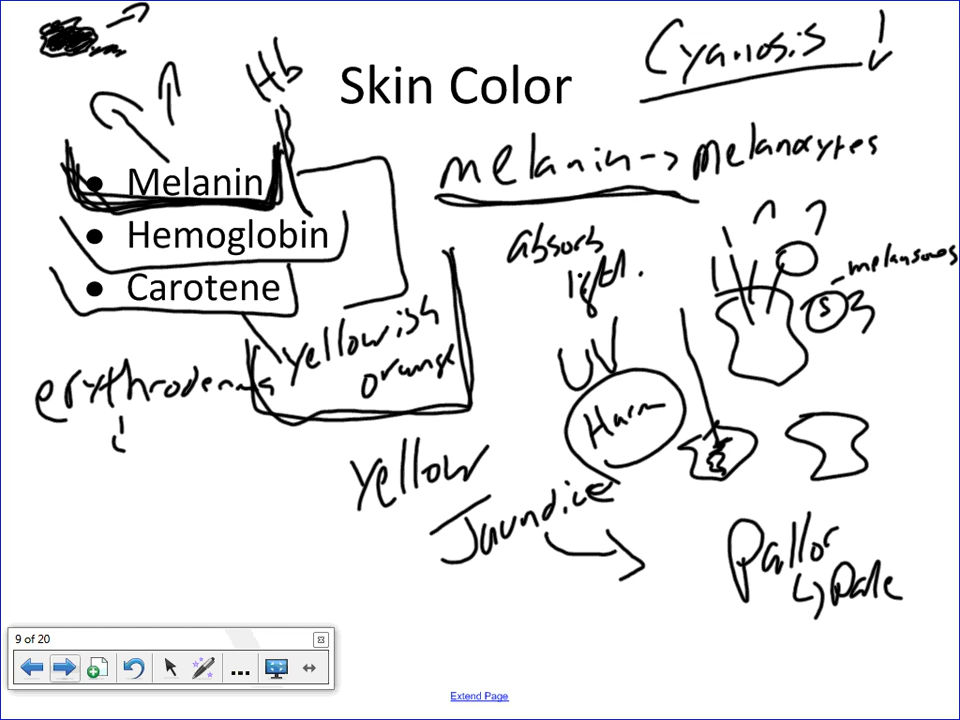 Cyanosis
Hb
Skin Color
melanin -> melanocytes
• Melanin
• Hemoglobin
• Carotene
absorb
light.
melansomes
yellowish
orange
erythroderma
UV
Harm
S
yellow
Jaundice
Pallor
↳ Pale
9 of 20
...
Extend Page